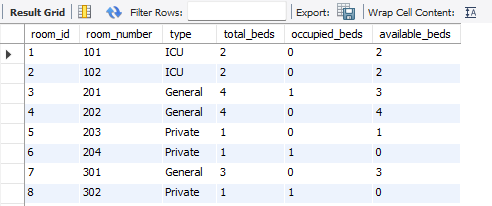 Result Grid Filter Rows: Export: Wrap Cell Content:
room_id room_number type total_beds occupied_beds available_beds
1 101 ICU 2 0 2
2 102 ICU 2 0 2
3 201 General 4 1 3
4 202 General 4 0 4
5 203 Private 1 0 1
6 204 Private 1 1 0
7 301 General 3 0 3
8 302 Private 1 1 0